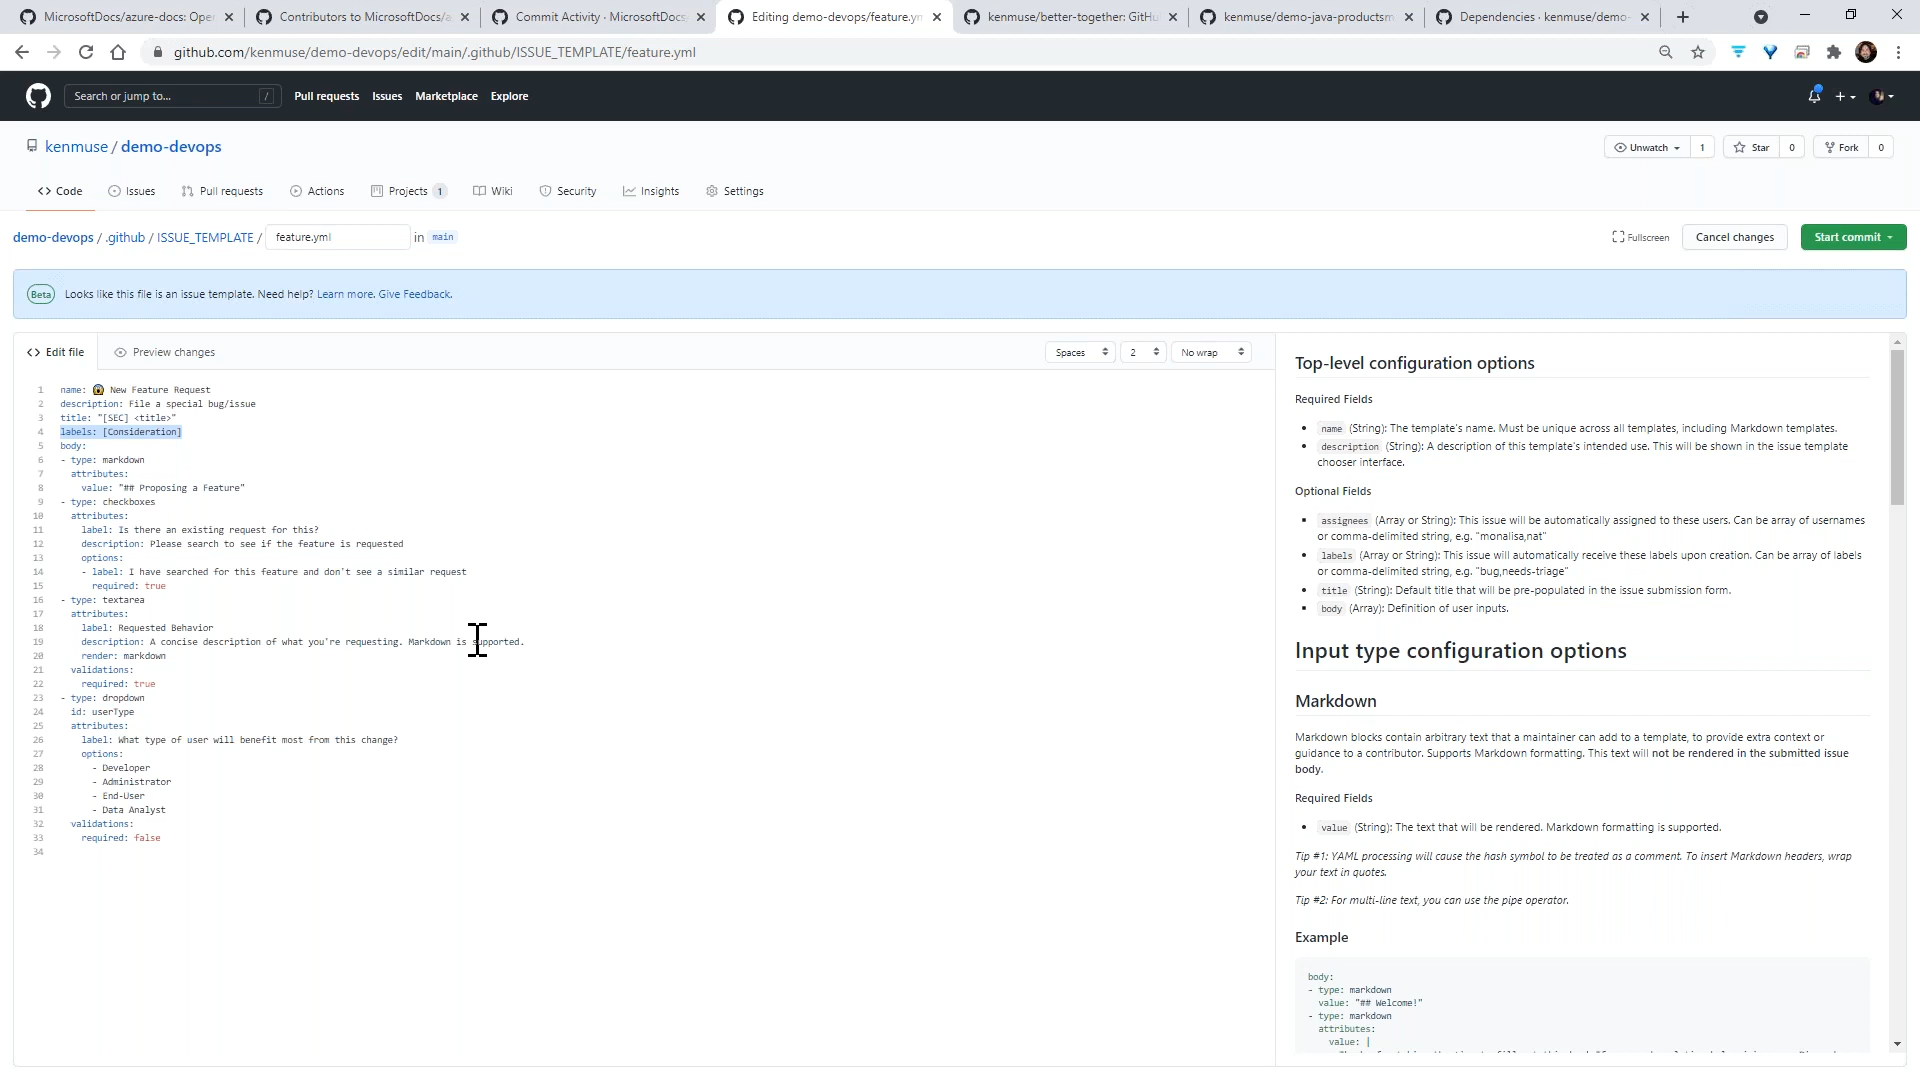 MicrosoftDocs/azure-docs: Oper
Contributors to MicrosoftDocs/a
Commit Activity · MicrosoftDocs
Editing demo-devops/feature.yn
kenmuse/better-together: GitHu
kenmuse/demo-java-productsm
Dependencies · kenmuse/demo-
github.com/kenmuse/demo-devops/edit/main/.github/ISSUE_TEMPLATE/feature.yml
Search or jump to... /
Pull requests Issues Marketplace Explore
kenmuse / demo-devops
Unwatch 1 Star 0 Fork 0
Code Issues Pull requests Actions Projects 1 Wiki Security Insights Settings
demo-devops / .github / ISSUE_TEMPLATE / feature.yml in main
Fullscreen Cancel changes Start commit
Beta Looks like this file is an issue template. Need help? Learn more. Give Feedback.
<> Edit file Preview changes Spaces 2 No wrap
1 name: 😱 New Feature Request
2 description: File a special bug/issue
3 title: "[SEC] <title>"
4 labels: [Consideration]
5 body:
6 - type: markdown
7 attributes:
8 value: "## Proposing a Feature"
9 - type: checkboxes
10 attributes:
11 label: Is there an existing request for this?
12 description: Please search to see if the feature is requested
13 options:
14 - label: I have searched for this feature and don't see a similar request
15 required: true
16 - type: textarea
17 attributes:
18 label: Requested Behavior
19 description: A concise description of what you're requesting. Markdown is supported.
20 render: markdown
21 validations:
22 required: true
23 - type: dropdown
24 id: userType
25 attributes:
26 label: What type of user will benefit most from this change?
27 options:
28 - Developer
29 - Administrator
30 - End-User
31 - Data Analyst
32 validations:
33 required: false
34
Top-level configuration options
Required Fields
• name (String): The template's name. Must be unique across all templates, including Markdown templates.
• description (String): A description of this template's intended use. This will be shown in the issue template
chooser interface.
Optional Fields
• assignees (Array or String): This issue will be automatically assigned to these users. Can be array of usernames
or comma-delimited string, e.g. "monalisa,nat"
• labels (Array or String): This issue will automatically receive these labels upon creation. Can be array of labels
or comma-delimited string, e.g. "bug,needs-triage"
• title (String): Default title that will be pre-populated in the issue submission form.
• body (Array): Definition of user inputs.
Input type configuration options
Markdown
Markdown blocks contain arbitrary text that a maintainer can add to a template, to provide extra context or
guidance to a contributor. Supports Markdown formatting. This text will not be rendered in the submitted issue
body.
Required Fields
• value (String): The text that will be rendered. Markdown formatting is supported.
Tip #1: YAML processing will cause the hash symbol to be treated as a comment. To insert Markdown headers, wrap
your text in quotes.
Tip #2: For multi-line text, you can use the pipe operator.
Example
body:
- type: markdown
value: "## Welcome!"
- type: markdown
attributes:
value: |